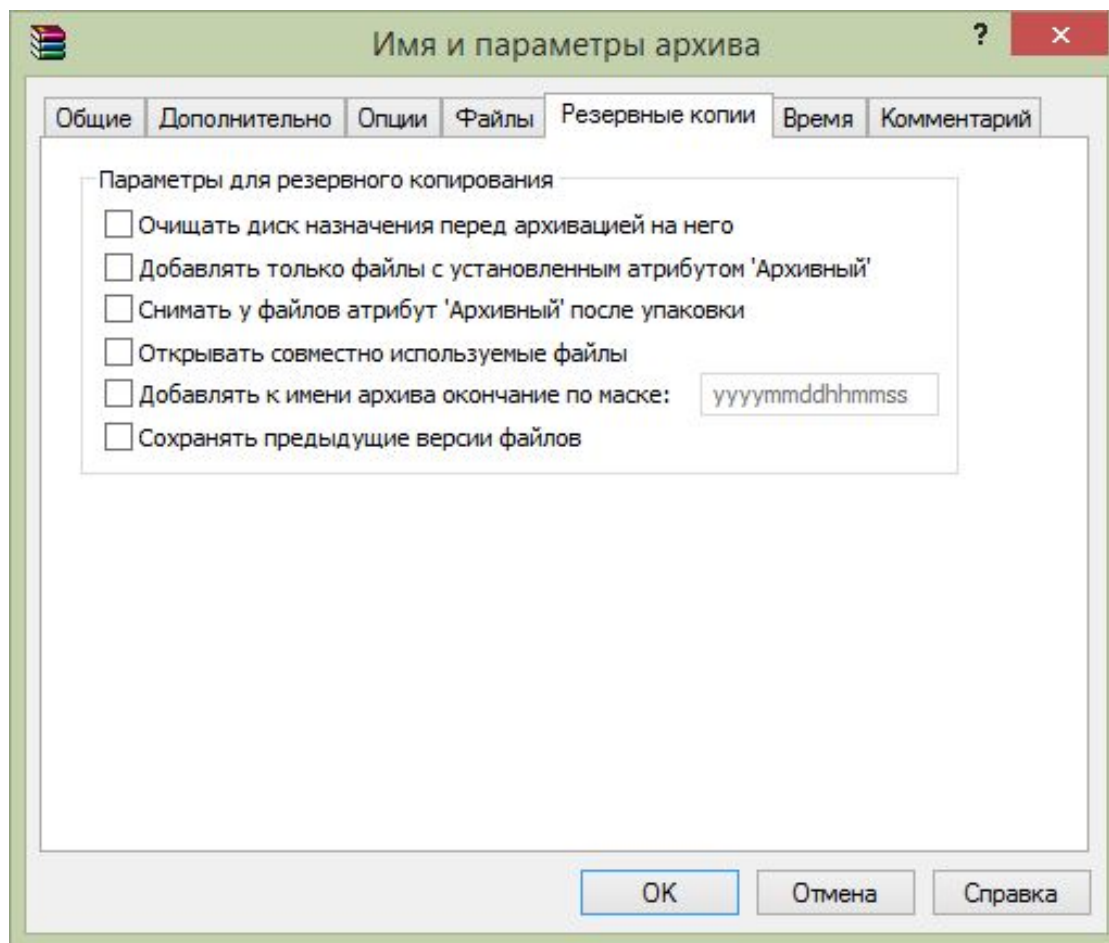 Имя и параметры архива
?
Общие Дополнительно Опции Файлы Резервные копии Время Комментарий
Параметры для резервного копирования
Очищать диск назначения перед архивацией на него
Добавлять только файлы с установленным атрибутом 'Архивный'
Снимать у файлов атрибут 'Архивный' после упаковки
Открывать совместно используемые файлы
Добавлять к имени архива окончание по маске: yyyymmddhhmmss
Сохранять предыдущие версии файлов
OK Отмена Справка